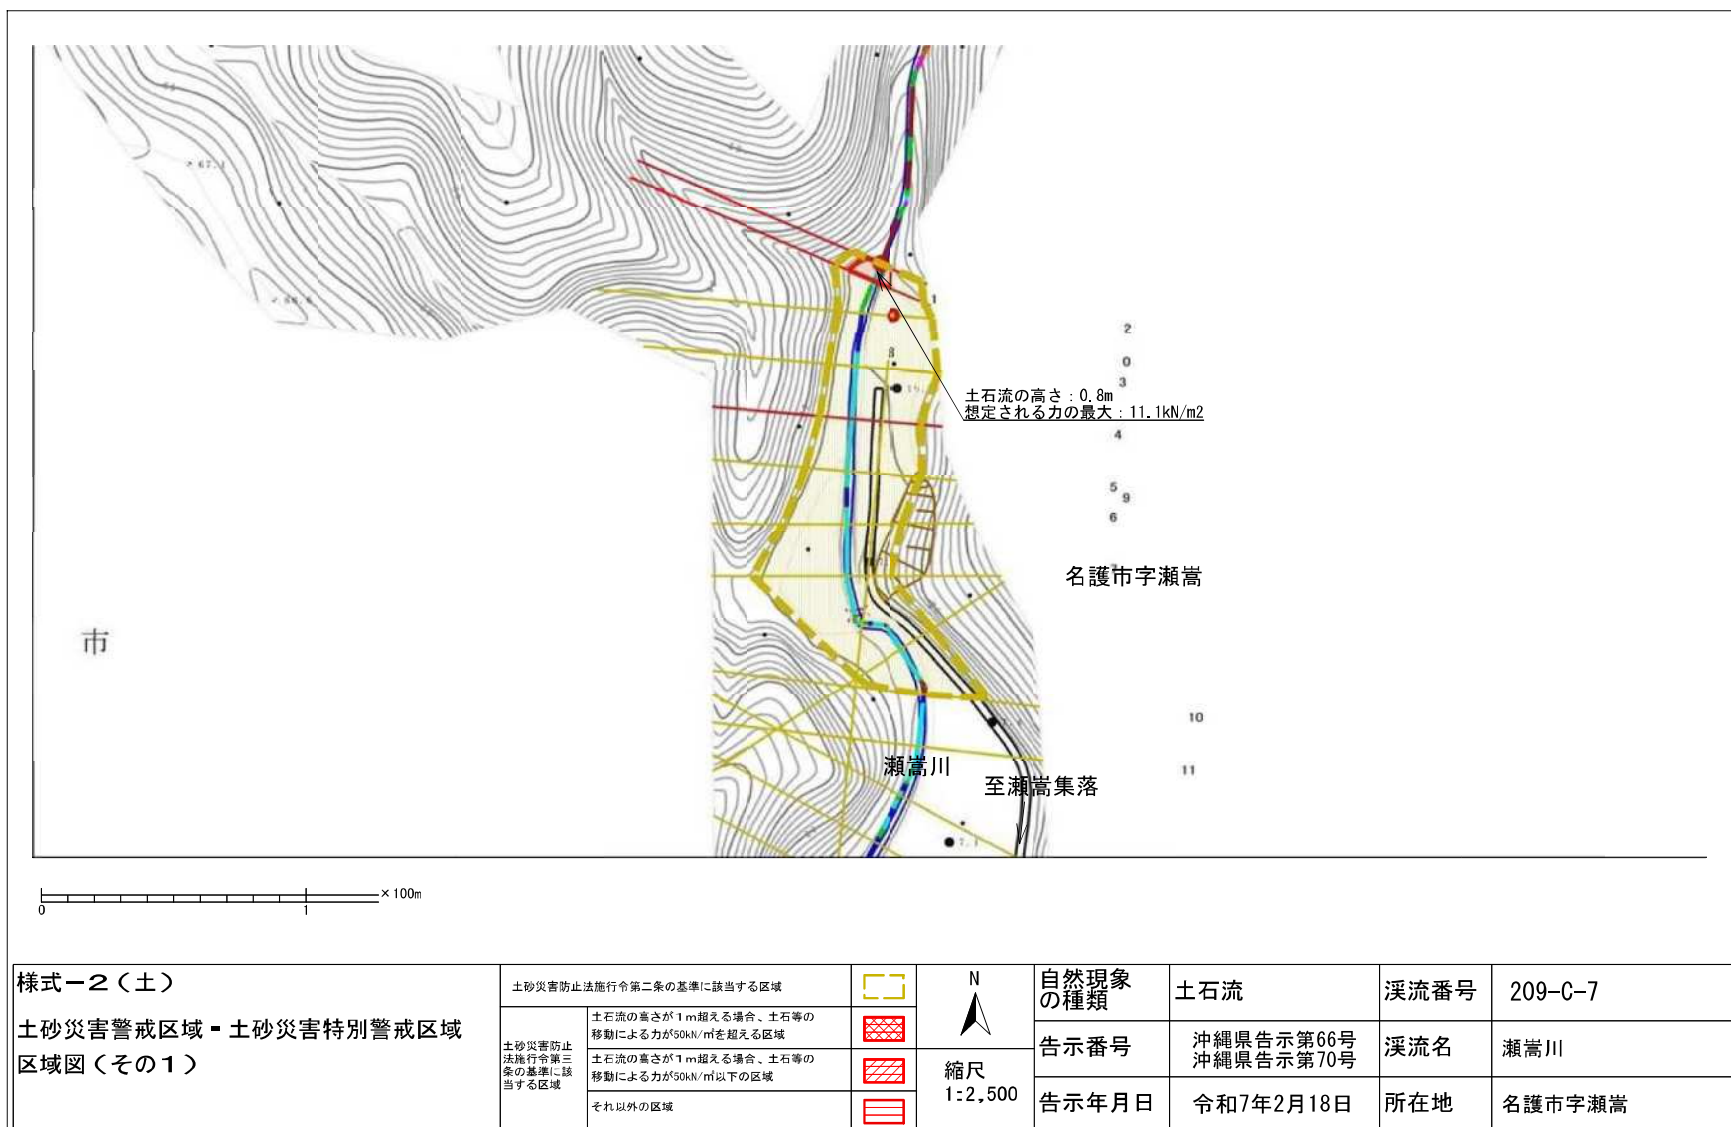 67.1
66.6
1
8
2
0
3
土石流の高さ：0.8m
想定される力の最大：11.1kN/m2
4
5
9
6
名護市字瀬嵩
市
10
瀬嵩川
11
至瀬嵩集落
7.1
0
1
×100m
様式－２（土）
土砂災害警戒区域・土砂災害特別警戒区域
区域図（その１）
土砂災害防止法施行令第二条の基準に該当する区域
土砂災害防止
法施行令第三
条の基準に該
当する区域
土石流の高さが１m超える場合、土石等の
移動による力が50kN/㎡を超える区域
土石流の高さが１m超える場合、土石等の
移動による力が50kN/㎡以下の区域
それ以外の区域
N
縮尺
1:2,500
自然現象
の種類
土石流
渓流番号
209-C-7
告示番号
沖縄県告示第66号
沖縄県告示第70号
渓流名
瀬嵩川
告示年月日
令和7年2月18日
所在地
名護市字瀬嵩